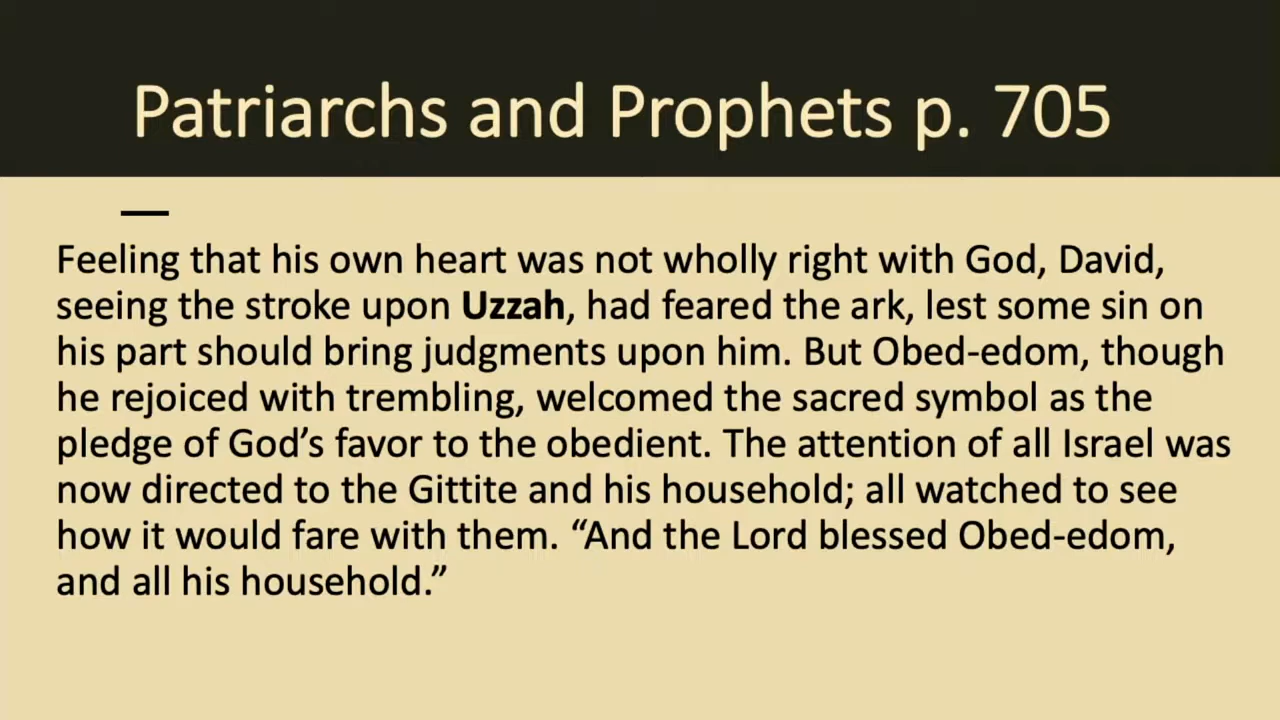 Patriarchs and Prophets p. 705
Feeling that his own heart was not wholly right with God, David,
seeing the stroke upon Uzzah, had feared the ark, lest some sin on
his part should bring judgments upon him. But Obed-edom, though
he rejoiced with trembling, welcomed the sacred symbol as the
pledge of God’s favor to the obedient. The attention of all Israel was
now directed to the Gittite and his household; all watched to see
how it would fare with them. “And the Lord blessed Obed-edom,
and all his household.”